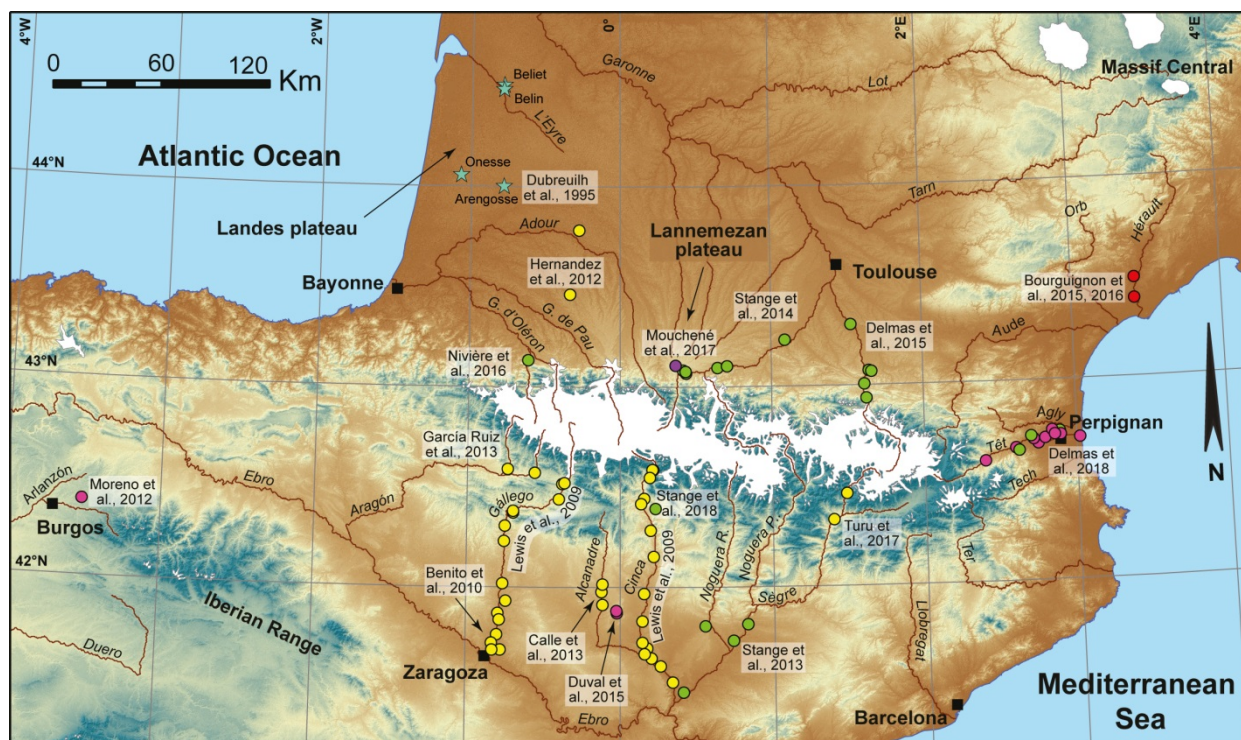 4°W
2°W
0°
2°E
4°E
0 60 120
Km
Massif Central
Garonne
Lot
Beliet
Belin
L'Eyre
Atlantic Ocean
44°N
Onesse
Arengosse
Dubreuilh
et al., 1995
Tarn
Orb
Hérault
Landes plateau
Adour
Lannemezan
plateau
Toulouse
Bayonne
Hernandez
et al., 2012
Bourguignon
et al., 2015, 2016
G. d'Oléron
G. de Pau
Stange et
al., 2014
Mouchené
et al., 2017
Delmas et
al., 2015
Aude
43°N
Nivière et
al., 2016
Agly
Perpignan
Têt
Delmas et
al., 2018
Tech
N
García Ruiz
et al., 2013
Arlanzón
Moreno et
al., 2012
Burgos
Ebro
Aragón
Gállego
Lewis et al., 2009
Stange et
al., 2018
Turu et
al., 2017
Ter
42°N
Benito et
al., 2010
Alcanadre
Cinca
Lewis et al., 2009
Noguera R.
Noguera P.
Sègre
Llobregat
Iberian Range
Duero
Calle et
al., 2013
Duval et
al., 2015
Stange et
al., 2013
Zaragoza
Ebro
Barcelona
Mediterranean
Sea